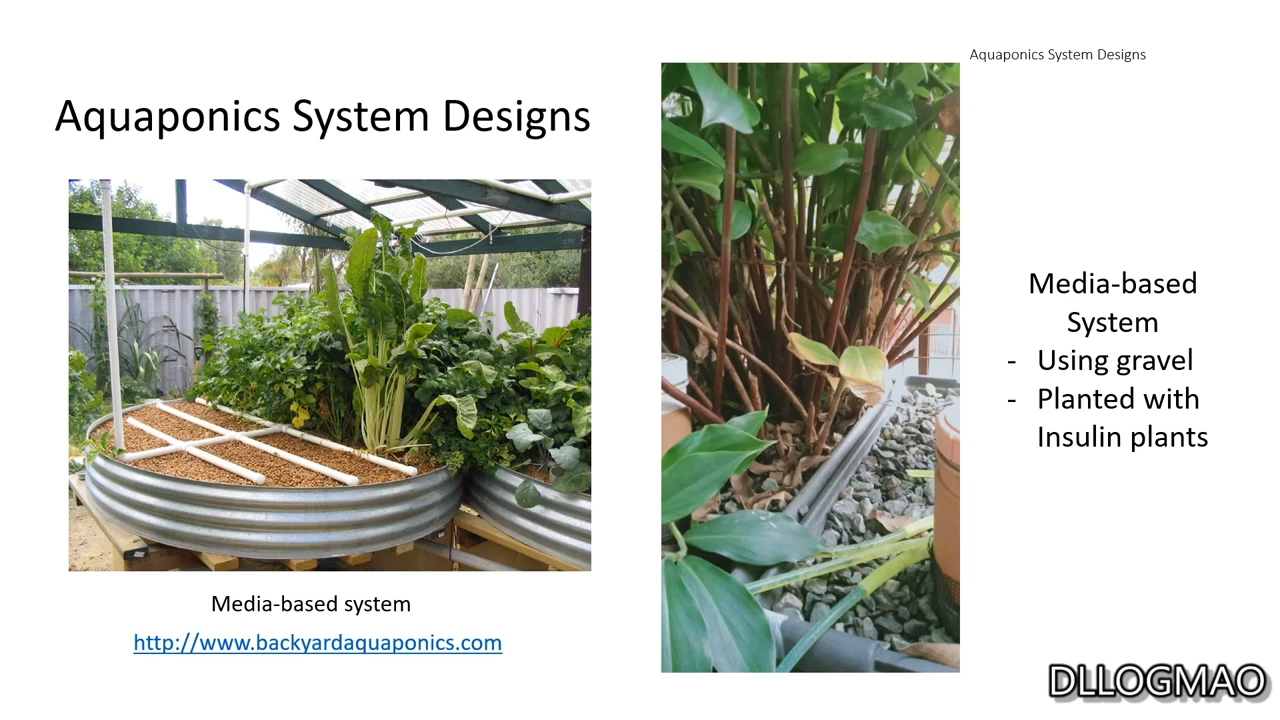 Aquaponics System Designs
Aquaponics System Designs
Media-based system
http://www.backyardaquaponics.com
Media-based
System
- Using gravel
- Planted with
Insulin plants
DLLOGMAO